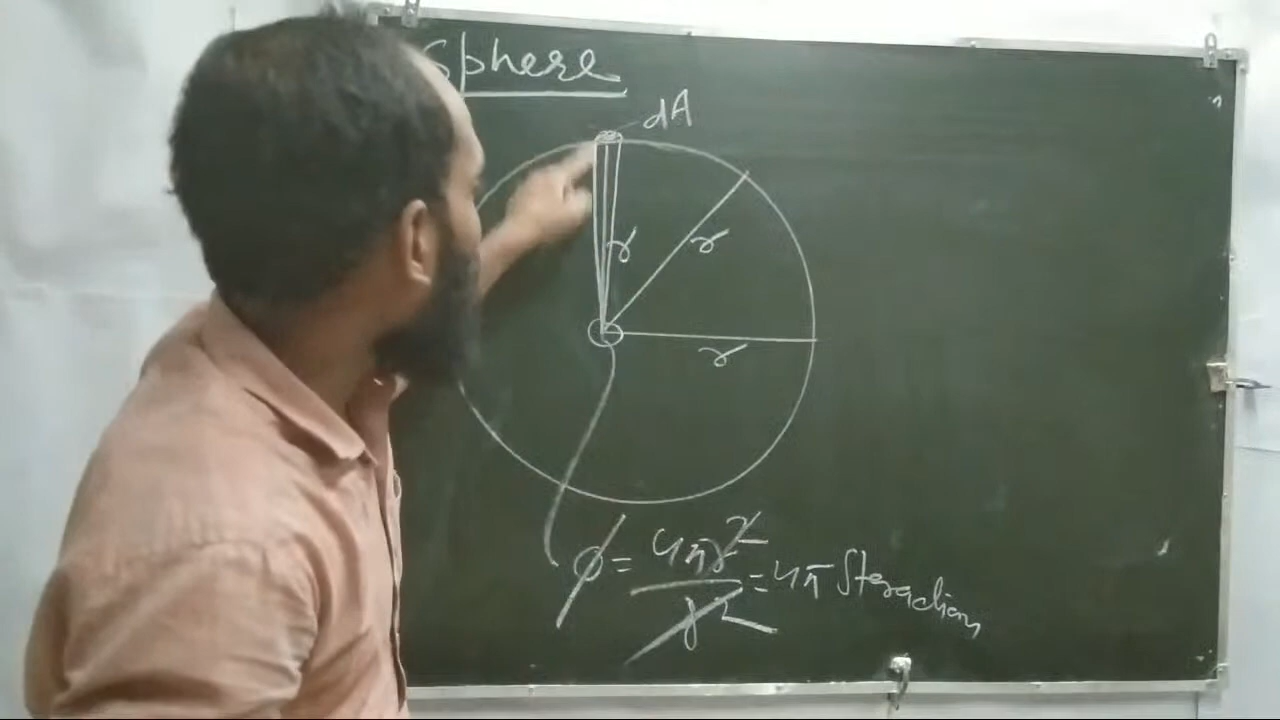 Sphere
dA
r
r
r
φ = 4πr²/r² = 4π Steradian